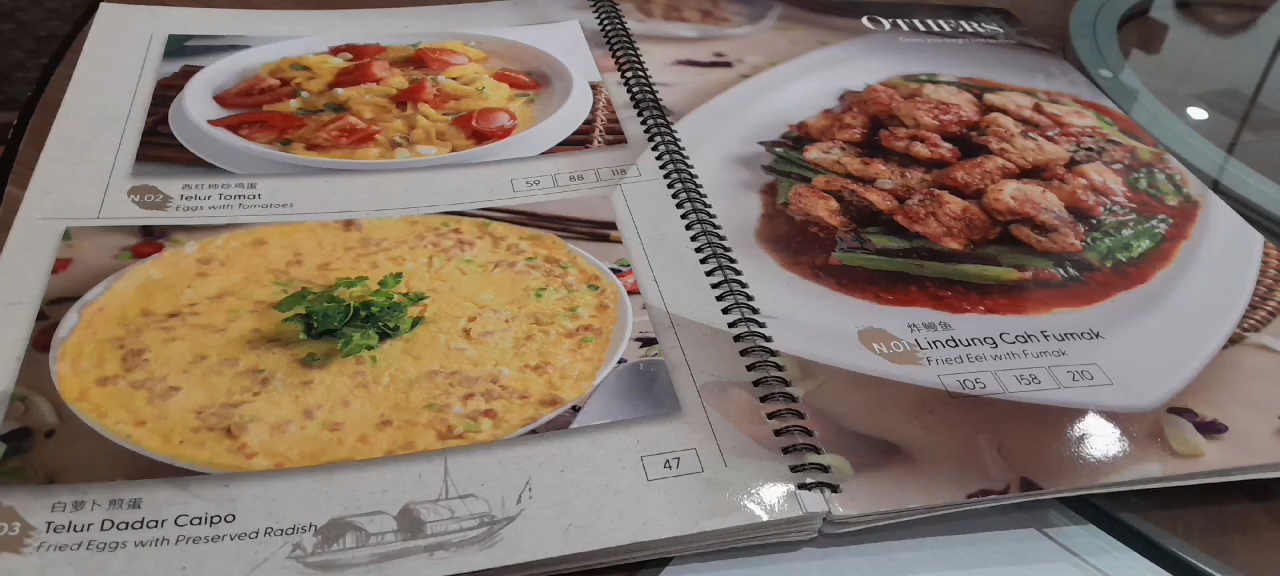 西红柿炒鸡蛋
N.02 Telur Tomat
Eggs with Tomatoes
59 88 118
白萝卜煎蛋
03 Telur Dadar Caipo
Fried Eggs with Preserved Radish
47
OTHERS
炸鳗鱼
N.01 Lindung Cah Fumak
Fried Eel with Fumak
105 158 210